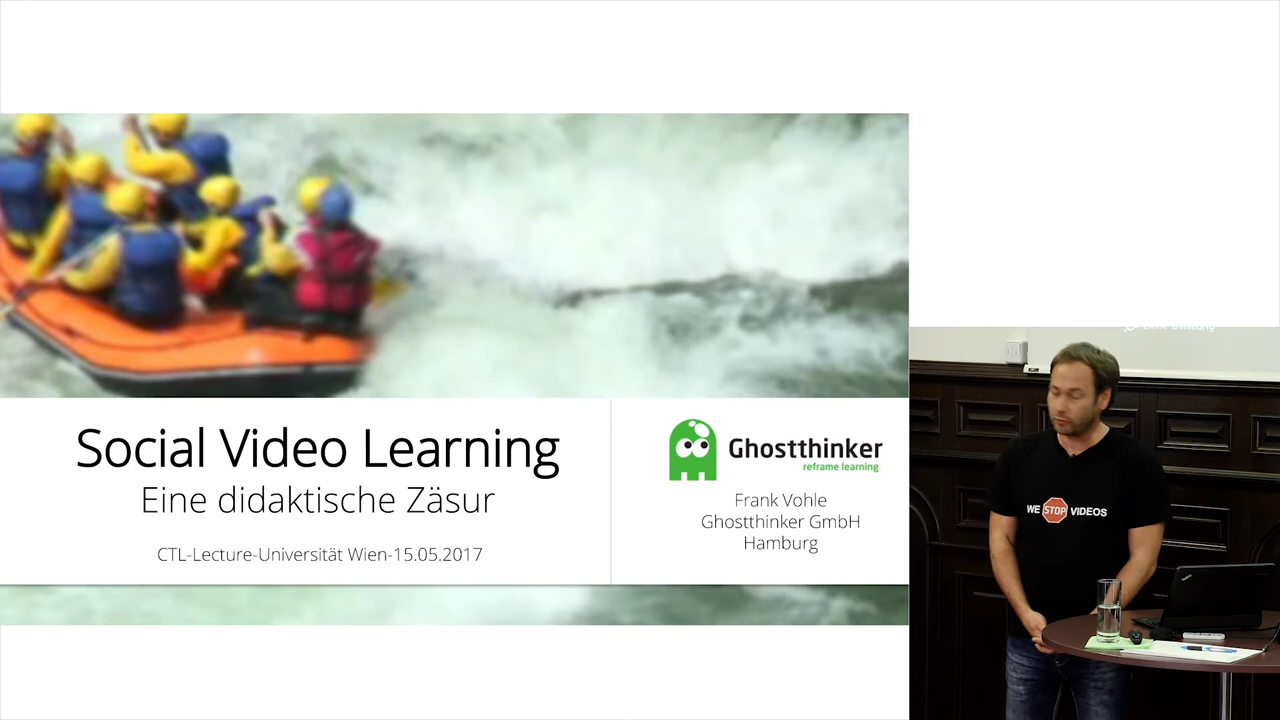 Social Video Learning
Eine didaktische Zäsur
CTL-Lecture-Universität Wien-15.05.2017
Ghostthinker
reframe learning
Frank Vohle
Ghostthinker GmbH
Hamburg
WE STOP VIDEOS